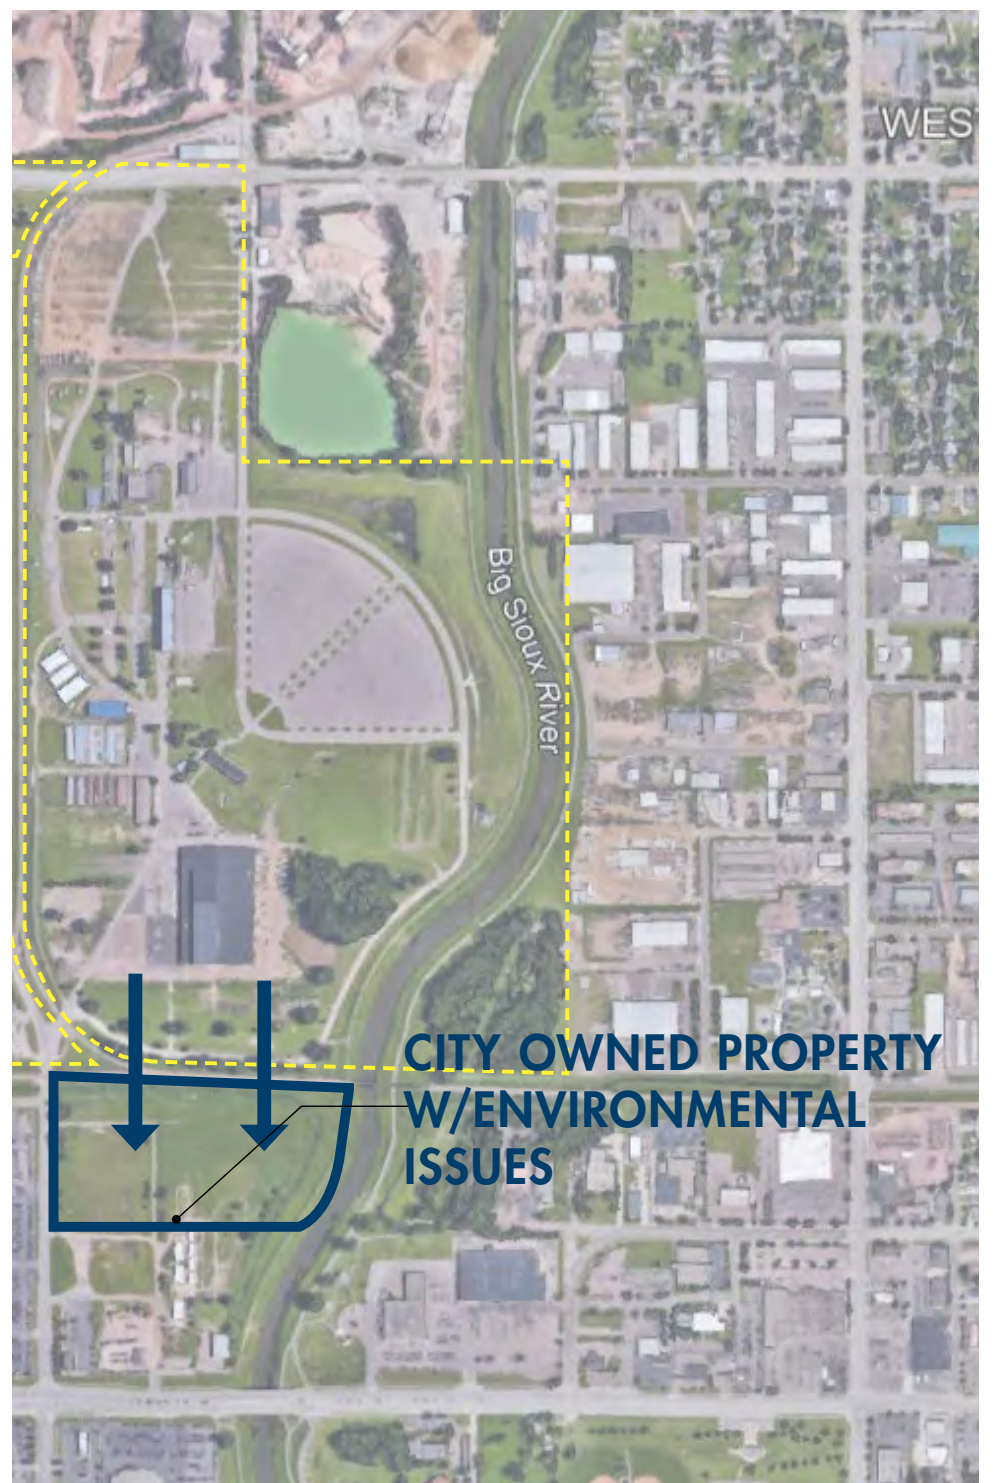 WES
Big Sioux River
CITY OWNED PROPERTY
W/ENVIRONMENTAL
ISSUES